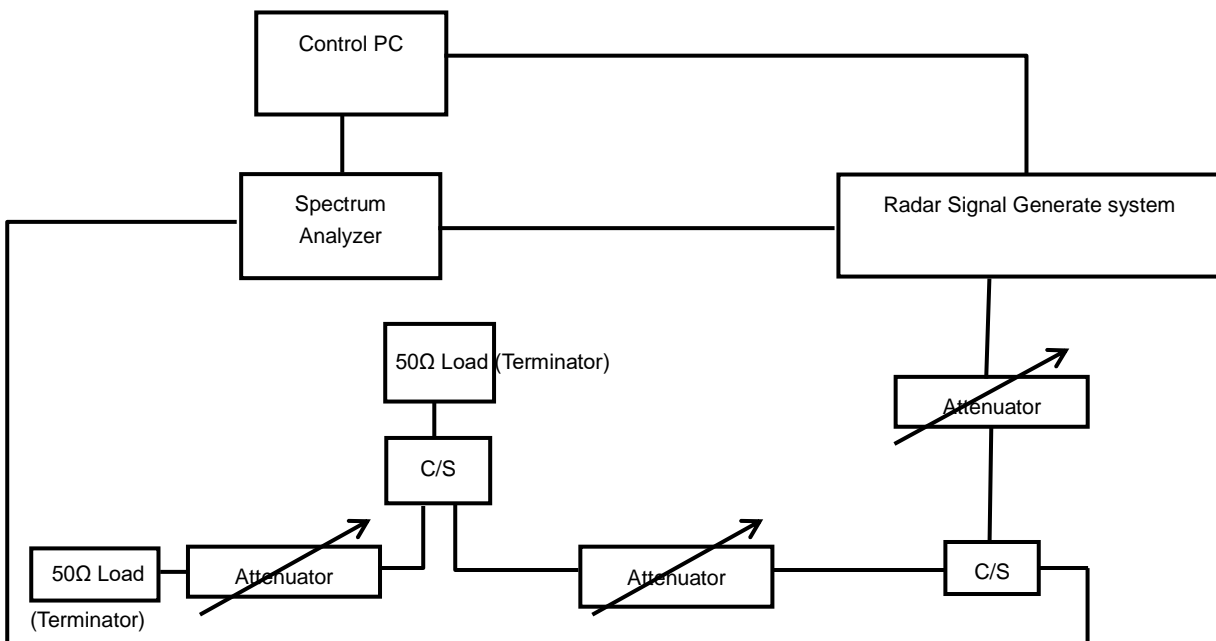 Control PC
Spectrum
Analyzer
Radar Signal Generate system
50Ω Load (Terminator)
Attenuator
C/S
50Ω Load
(Terminator)
Attenuator
Attenuator
C/S